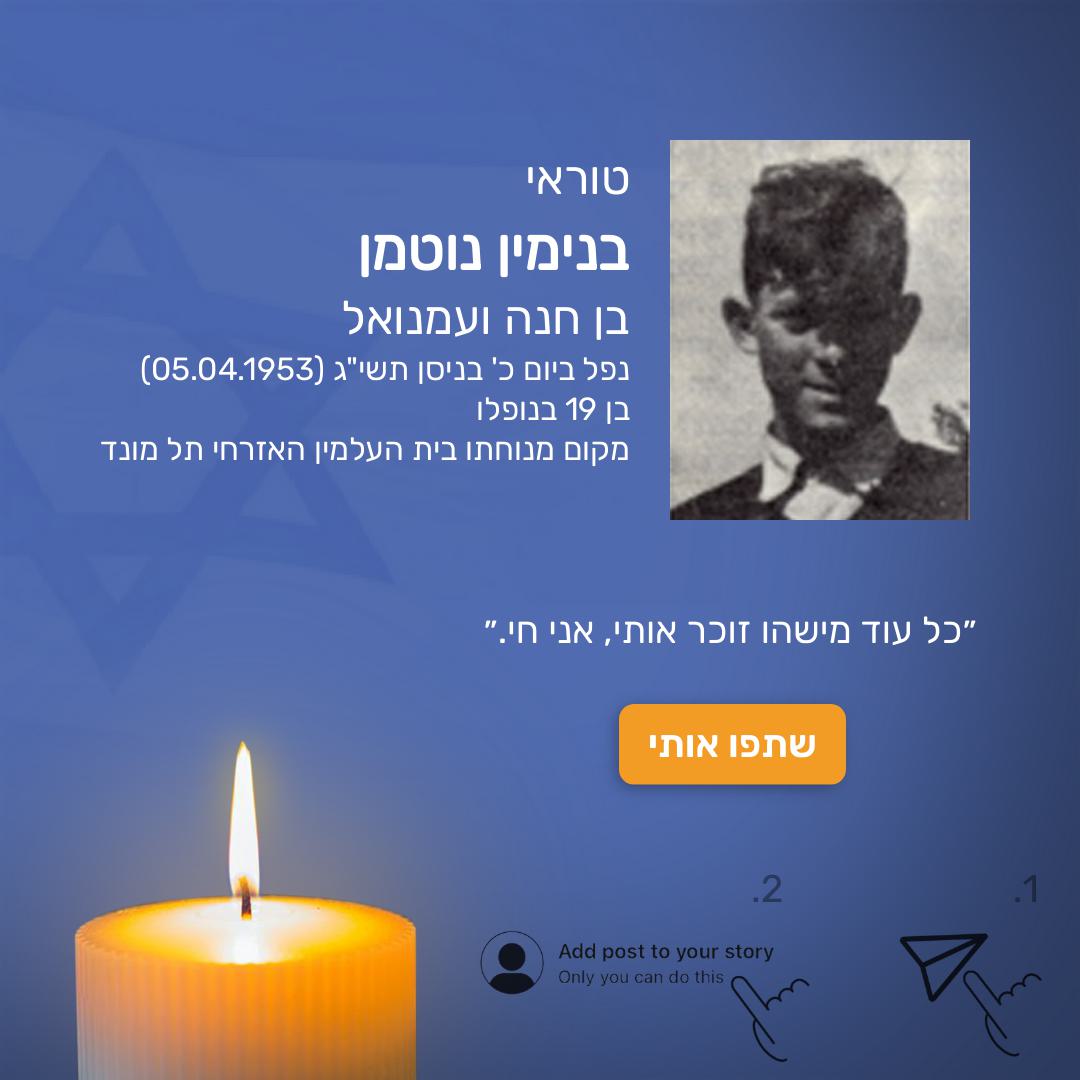 טוראי
בנימין נוטמן
בן חנה ועמנואל
נפל ביום כ' בניסן תשי"ג (05.04.1953)
בן 19 בנופלו
מקום מנוחתו בית העלמין האזרחי תל מונד
״כל עוד מישהו זוכר אותי, אני חי.״
שתפו אותי
1.
2.
Add post to your story
Only you can do this